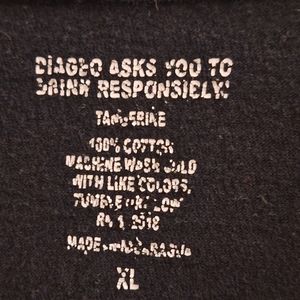 DIAGEO ASKS YOU TO
DRINK RESPONSIBLY.
TANGERINE
100% COTTON
MACHINE WASH COLD
WITH LIKE COLORS,
TUMBLE DRY LOW
2018
MADE IN NICARAGUA
XL